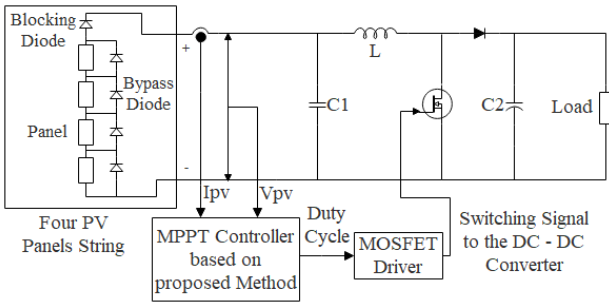 Blocking
Diode
+
Bypass
Diode
Panel
-
Four PV
Panels String
L
C1
C2
Load
Ipv
Vpv
MPPT Controller
based on
proposed Method
Duty
Cycle
MOSFET
Driver
Switching Signal
to the DC - DC
Converter